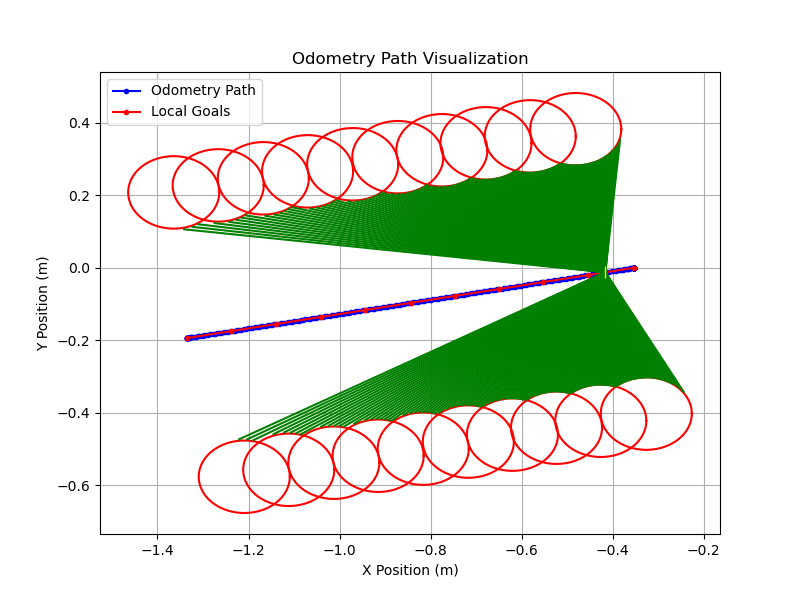 Odometry Path Visualization
Odometry Path
Local Goals
0.4
0.2
0.0
−0.2
−0.4
−0.6
Y Position (m)
−1.4 −1.2 −1.0 −0.8 −0.6 −0.4 −0.2
X Position (m)